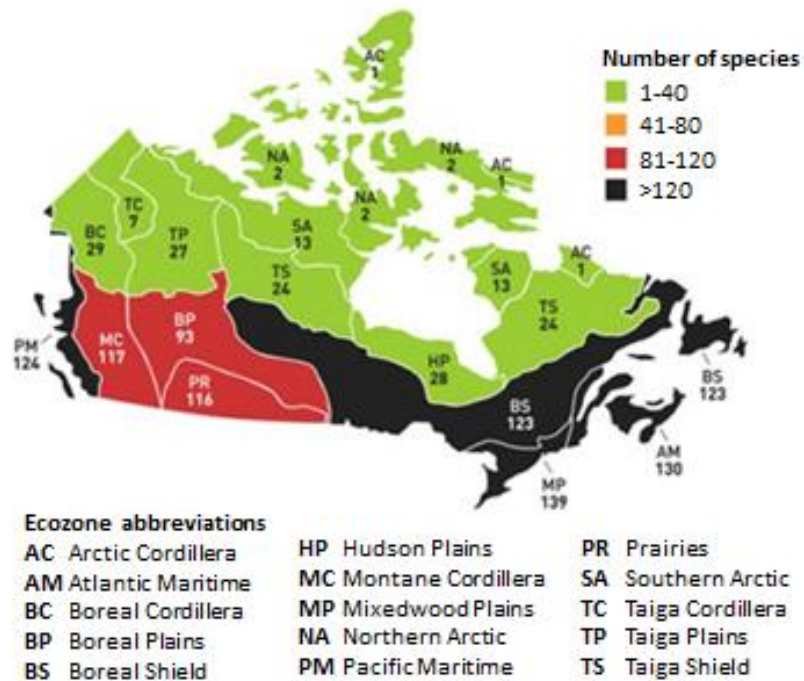 AC
1
Number of species
1-40
41-80
81-120
>120
NA
2
NA
2
AC
1
TC
7
NA
2
BC
29
TP
27
SA
13
AC
1
SA
13
TS
24
TS
24
BP
93
MC
117
PM
124
HP
28
PR
116
BS
123
BS
123
AM
130
MP
139
Ecozone abbreviations
AC Arctic Cordillera
AM Atlantic Maritime
BC Boreal Cordillera
BP Boreal Plains
BS Boreal Shield
HP Hudson Plains
MC Montane Cordillera
MP Mixedwood Plains
NA Northern Arctic
PM Pacific Maritime
PR Prairies
SA Southern Arctic
TC Taiga Cordillera
TP Taiga Plains
TS Taiga Shield